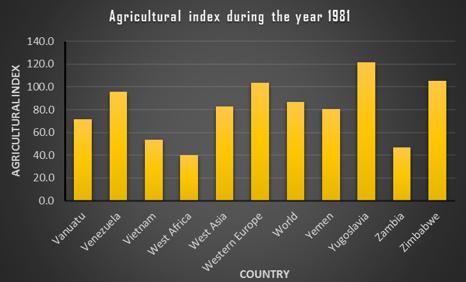 Agricultural index during the year 1981
AGRICULTURAL INDEX
140.0
120.0
100.0
80.0
60.0
40.0
20.0
0.0
Vanuatu
Venezuela
Vietnam
West Africa
West Asia
Western Europe
World
Yemen
Yugoslavia
Zambia
Zimbabwe
COUNTRY